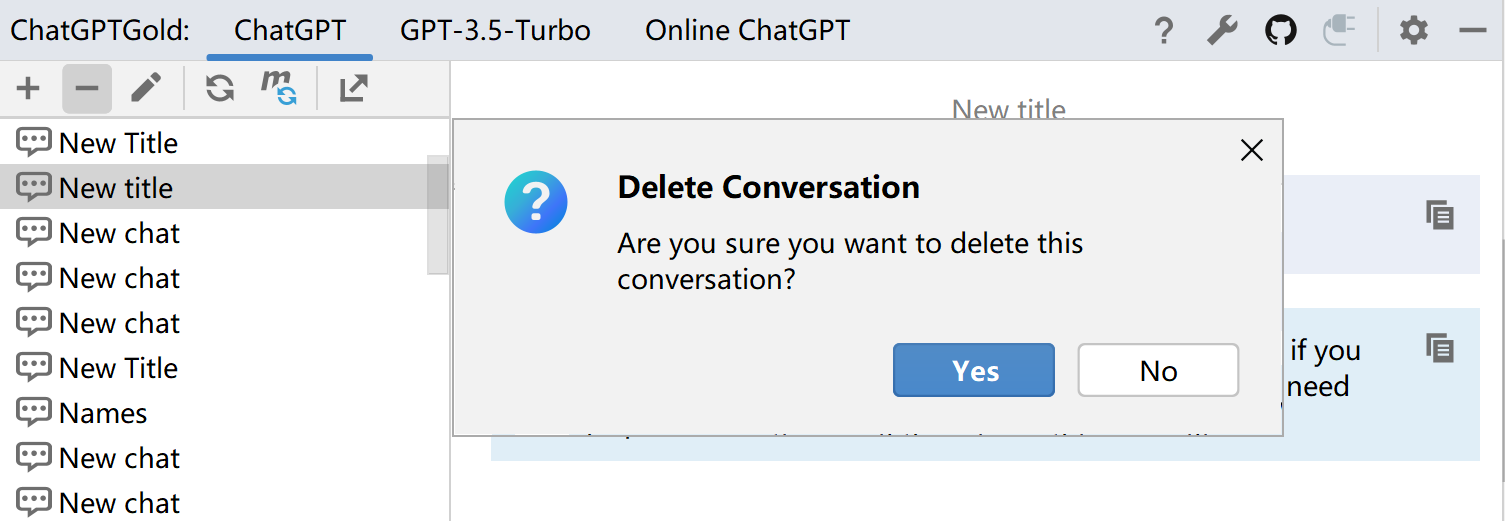 ChatGPTGold: ChatGPT GPT-3.5-Turbo Online ChatGPT
New Title
New title
New chat
New chat
New chat
New Title
Names
New chat
New chat
New title
Delete Conversation
Are you sure you want to delete this
conversation?
Yes No
if you
need